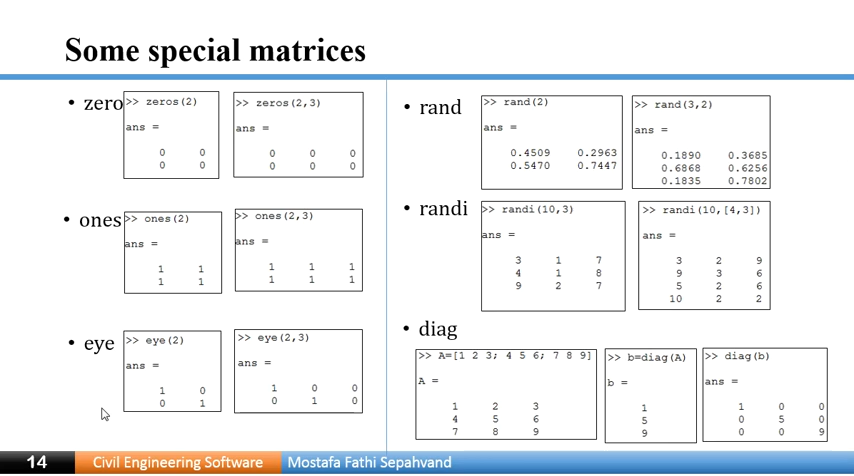 Some special matrices
• zero
>> zeros(2)
ans =
0 0
0 0
>> zeros(2,3)
ans =
0 0 0
0 0 0
• ones
>> ones(2)
ans =
1 1
1 1
>> ones(2,3)
ans =
1 1 1
1 1 1
• eye
>> eye(2)
ans =
1 0
0 1
>> eye(2,3)
ans =
1 0 0
0 1 0
• rand
>> rand(2)
ans =
0.4509 0.2963
0.5470 0.7447
>> rand(3,2)
ans =
0.1890 0.3685
0.6868 0.6256
0.1835 0.7802
• randi
>> randi(10,3)
ans =
3 1 7
4 1 8
9 2 7
>> randi(10,[4,3])
ans =
3 2 9
9 3 6
5 2 6
10 2 2
• diag
>> A=[1 2 3; 4 5 6; 7 8 9]
A =
1 2 3
4 5 6
7 8 9
>> b=diag(A)
b =
1
5
9
>> diag(b)
ans =
1 0 0
0 5 0
0 0 9
14 Civil Engineering Software Mostafa Fathi Sepahvand